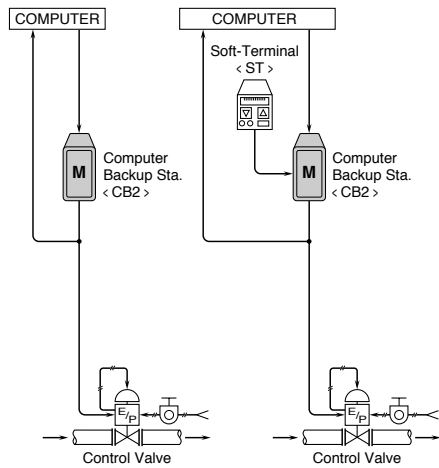 COMPUTER
M
Computer
Backup Sta.
< CB2 >
E/P
Control Valve
COMPUTER
Soft-Terminal
< ST >
M
Computer
Backup Sta.
< CB2 >
E/P
Control Valve